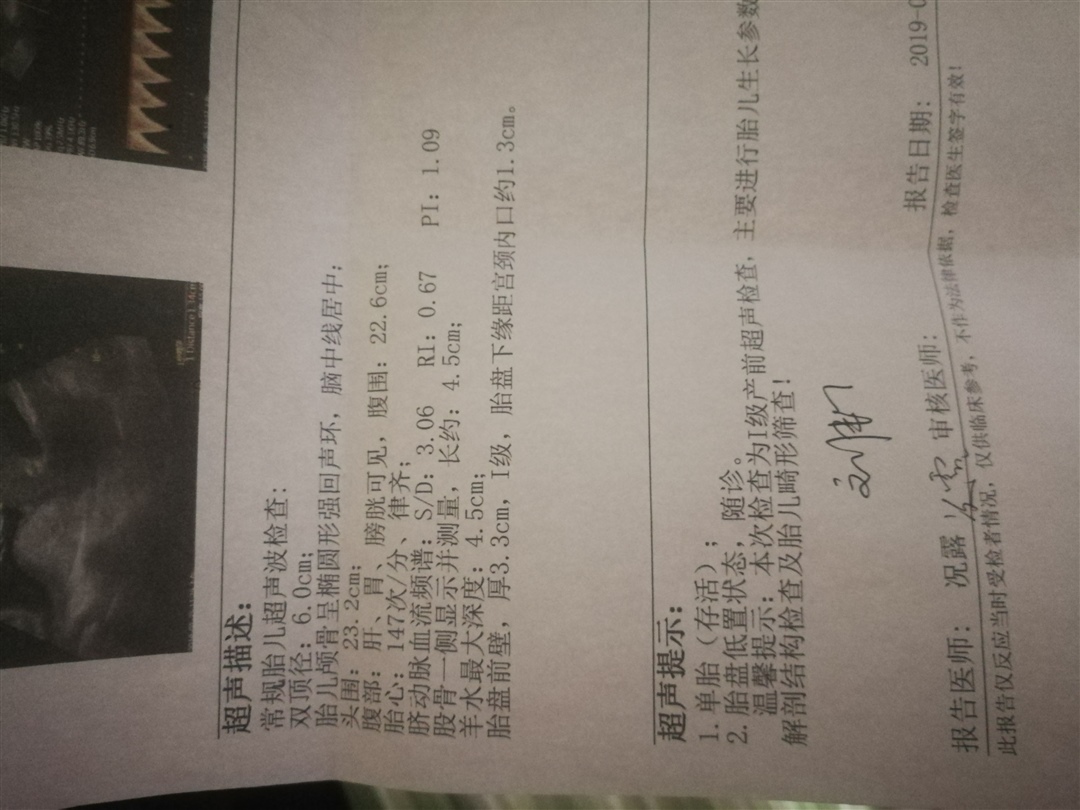 Distance 1.34cm
超声描述:
常规胎儿超声波检查:
双顶径: 6.0cm;
胎儿颅骨呈椭圆形强回声环, 脑中线居中;
头围: 23.2cm;
腹部: 肝、胃、膀胱可见, 腹围: 22.6cm;
胎心: 147次/分、律齐;
脐动脉血流频谱: S/D: 3.06 RI: 0.67 PI: 1.09
股骨一侧显示并测量, 长约: 4.5cm;
羊水最大深度: 4.5cm;
胎盘前壁, 厚3.3cm, I级, 胎盘下缘距宫颈内口约1.3cm。
超声提示:
1. 单胎 (存活);
2. 胎盘低置状态, 随诊。
温馨提示: 本次检查为I级产前超声检查, 主要进行胎儿生长参数
解剖结构检查及胎儿畸形筛查!
报告医师: 况露 审核医师: 报告日期: 2019-0
此报告仅反应当时受检者情况, 仅供临床参考, 不作为法律依据, 检查医生签字有效!